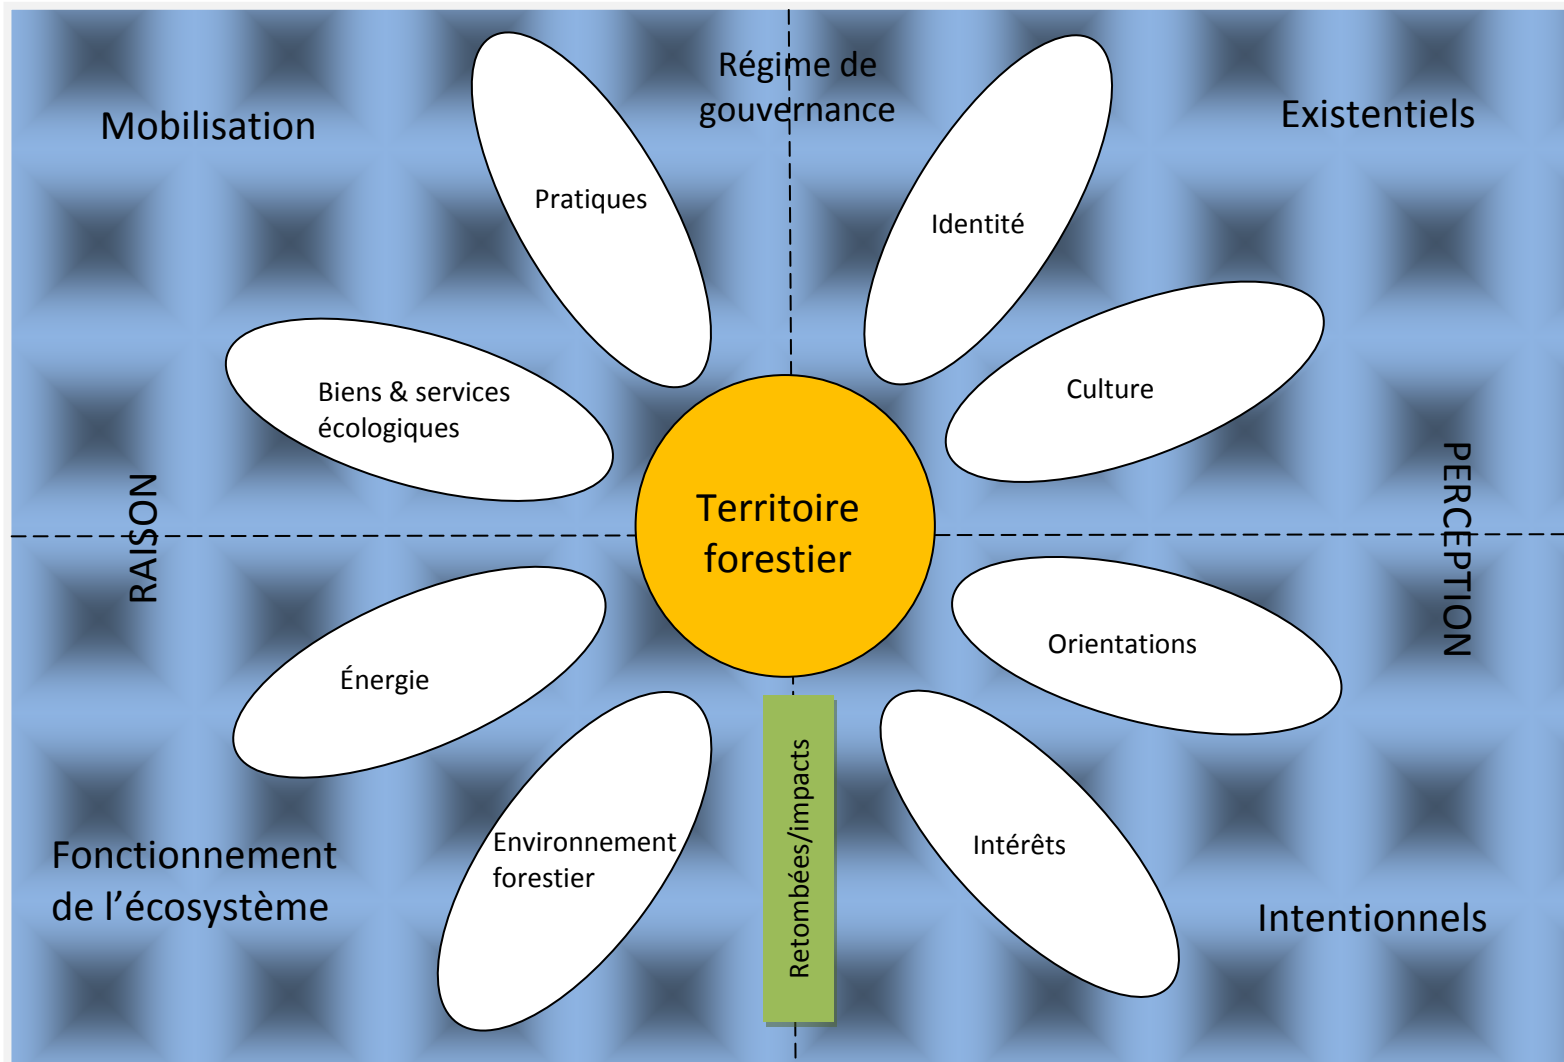 Régime de
gouvernance
Mobilisation
Existentiels
Pratiques
Identité
Biens & services
écologiques
Culture
RAISON
Territoire
forestier
PERCEPTION
Énergie
Orientations
Environnement
forestier
Retombées/impacts
Intérêts
Fonctionnement
de l’écosystème
Intentionnels